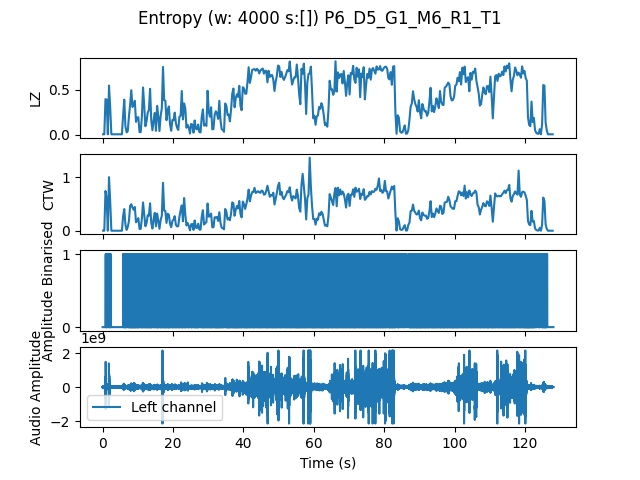 Entropy (w: 4000 s:[]) P6_D5_G1_M6_R1_T1
0.5
0.0
LZ
1
0
CTW
1
0
Amplitude Binarised
1e9
2
0
−2
Audio Amplitude
Left channel
0 20 40 60 80 100 120
Time (s)